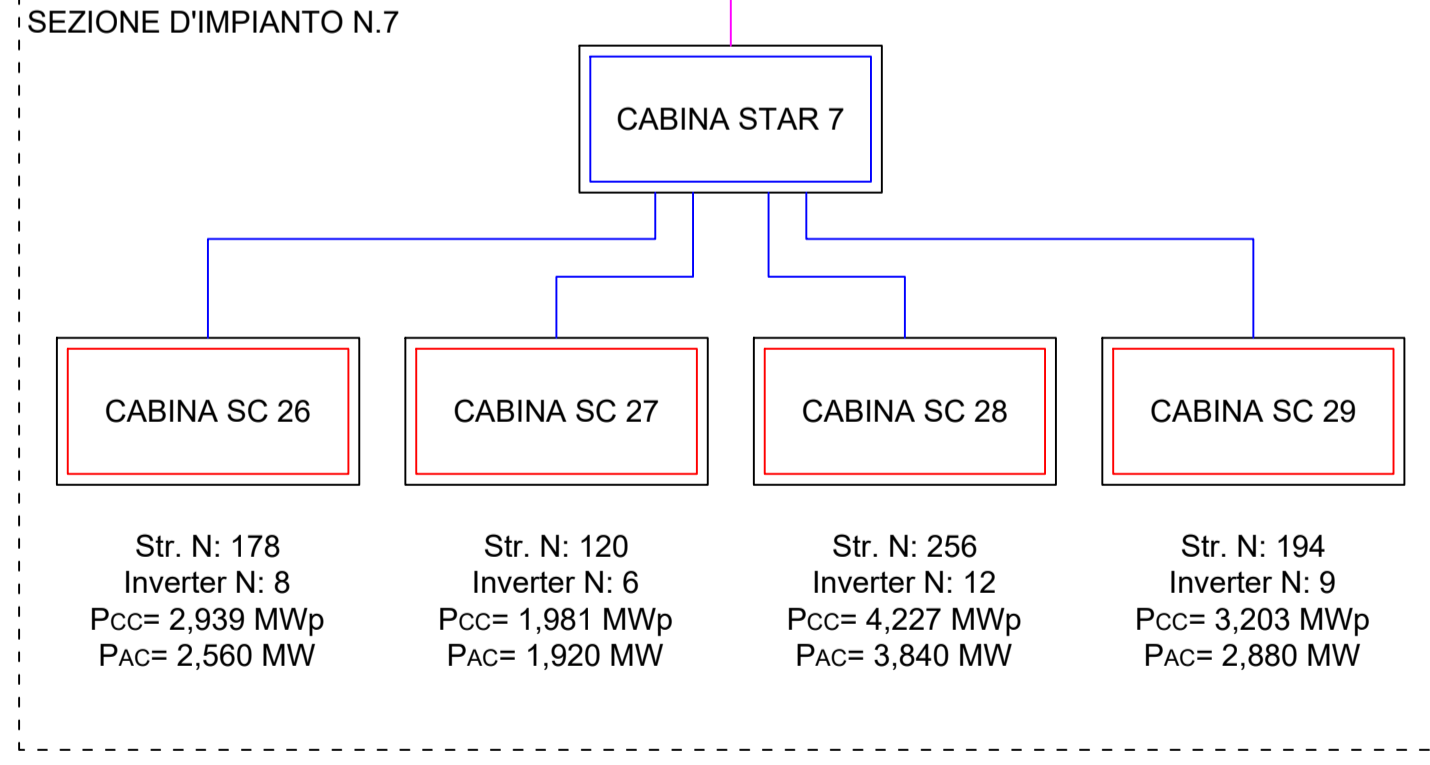 SEZIONE D'IMPIANTO N.7
CABINA STAR 7
CABINA SC 26
CABINA SC 27
CABINA SC 28
CABINA SC 29
Str. N: 178
Inverter N: 8
PCC= 2,939 MWp
PAC= 2,560 MW
Str. N: 120
Inverter N: 6
PCC= 1,981 MWp
PAC= 1,920 MW
Str. N: 256
Inverter N: 12
PCC= 4,227 MWp
PAC= 3,840 MW
Str. N: 194
Inverter N: 9
PCC= 3,203 MWp
PAC= 2,880 MW